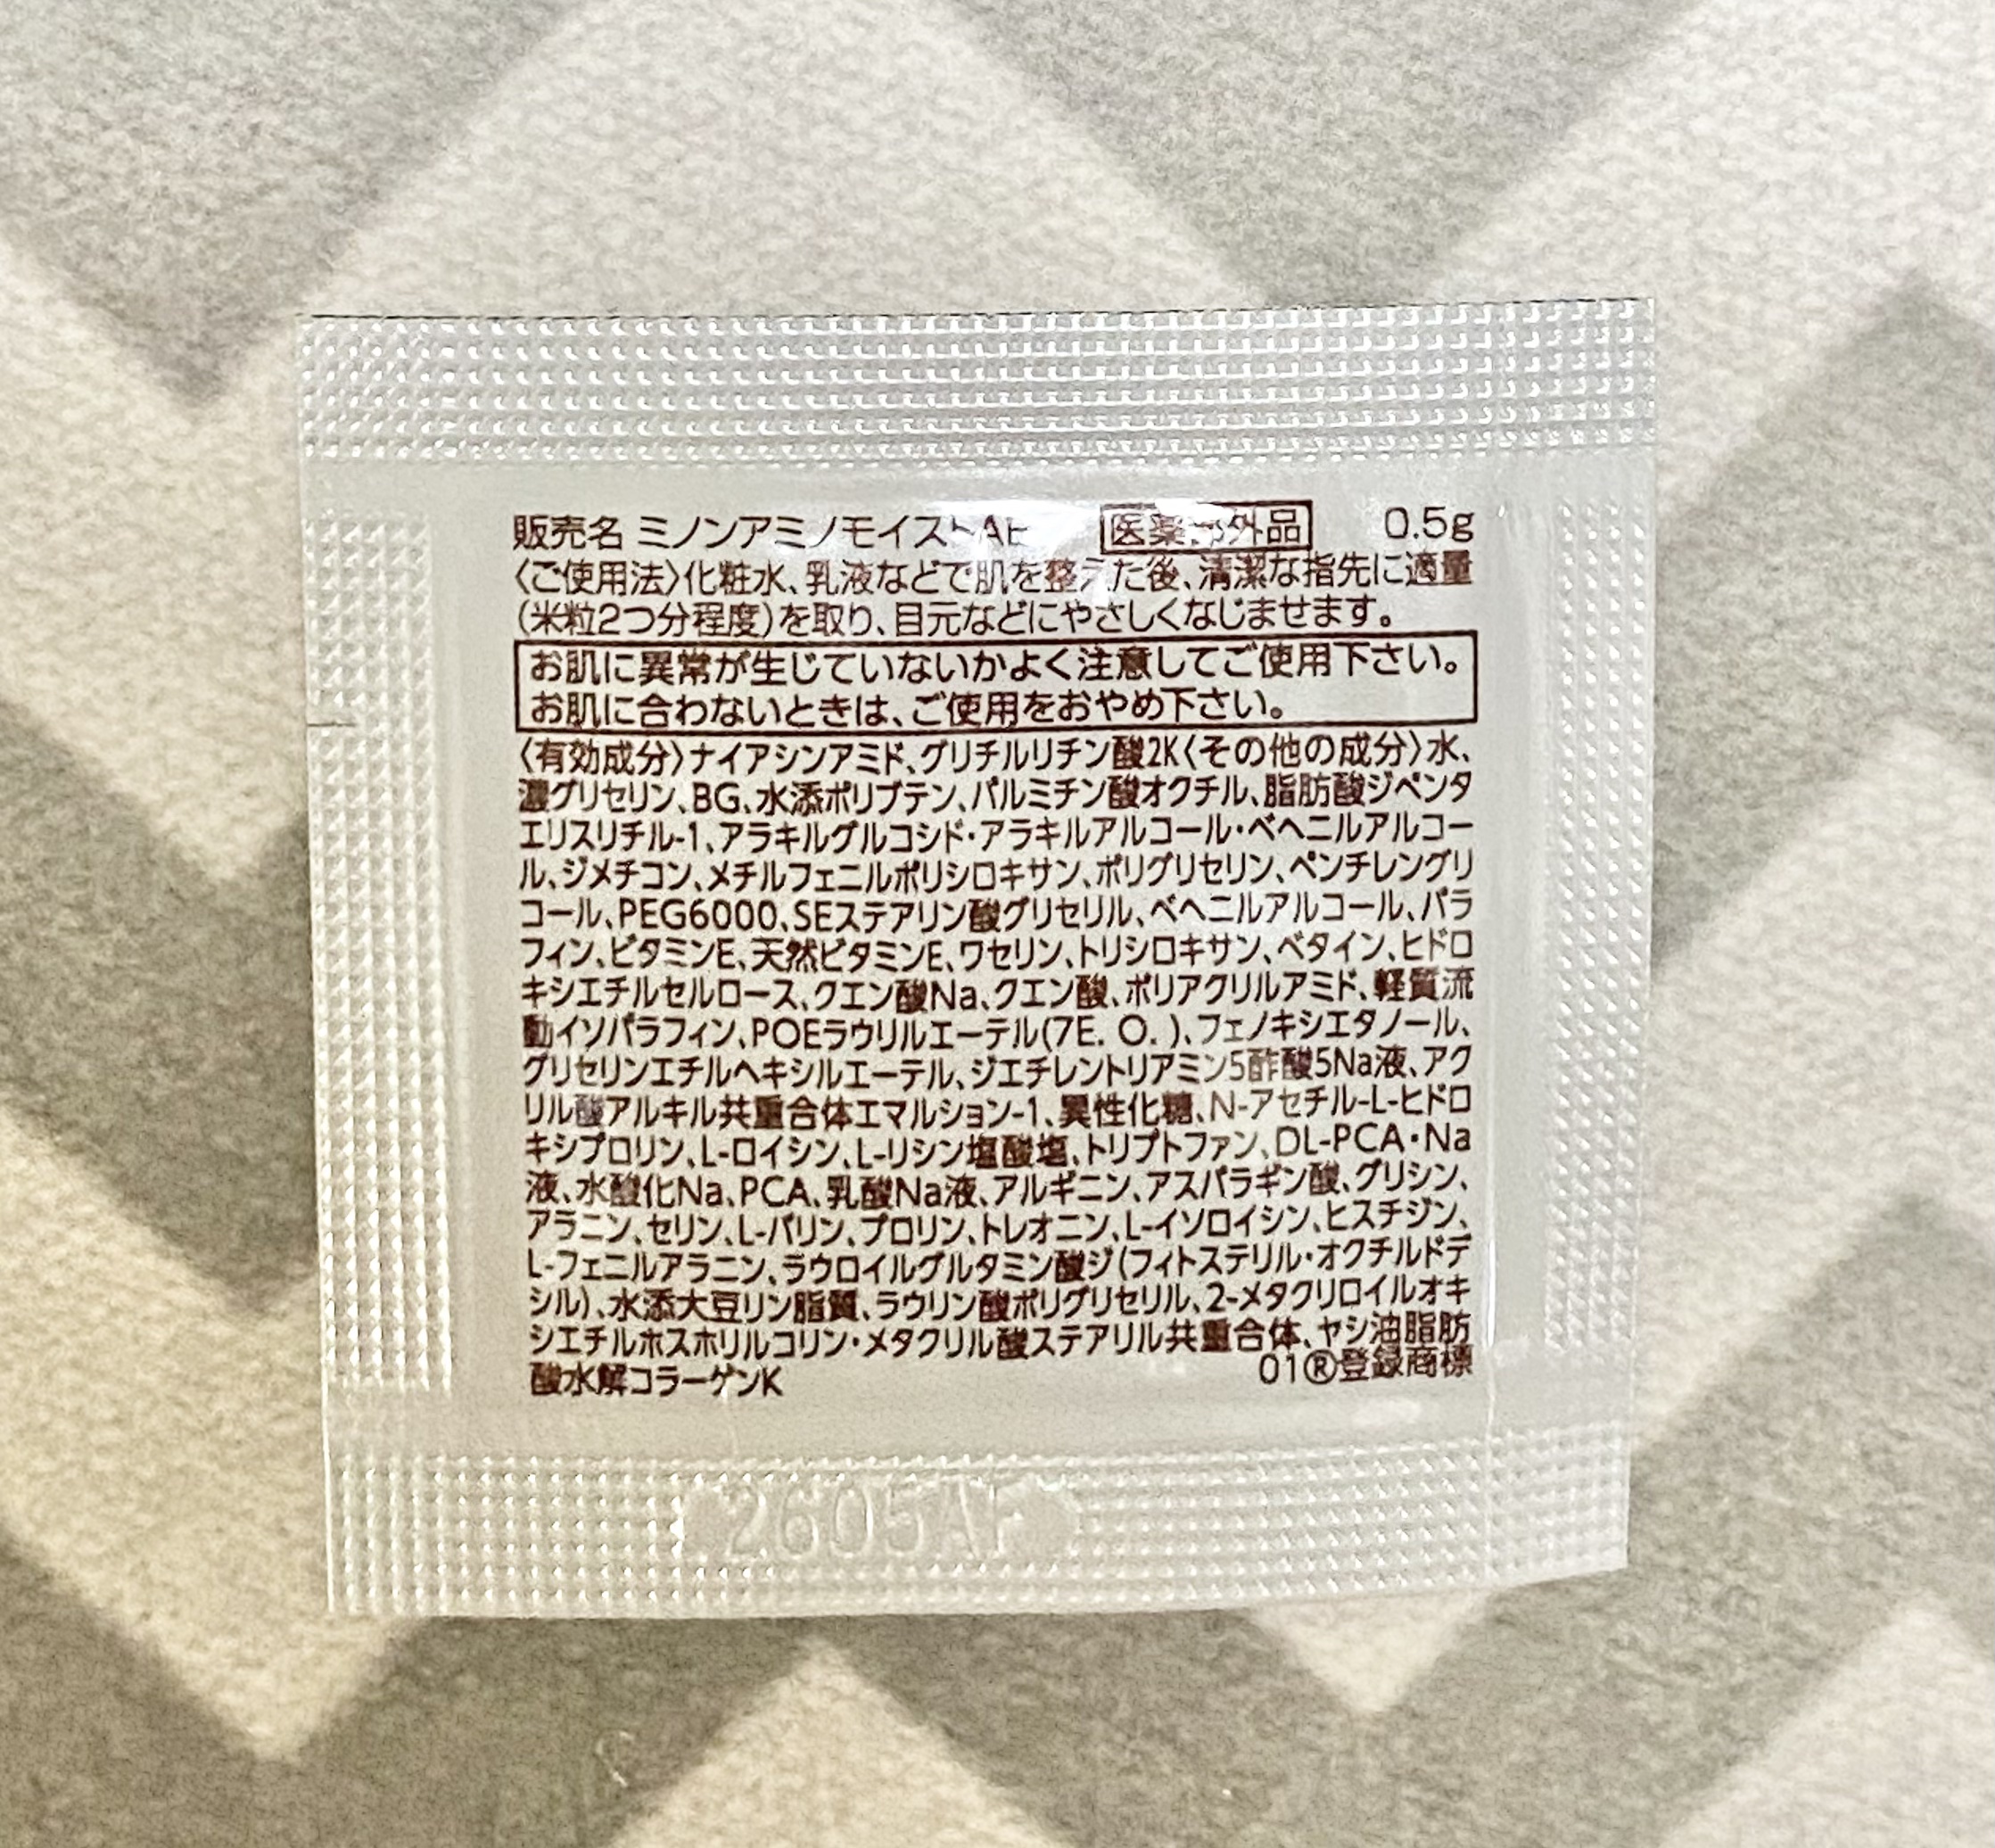 販売名 ミノンアミノモイストAE 医薬部外品 0.5g
〈ご使用法〉化粧水、乳液などで肌を整えた後、清潔な指先に適量
(米粒2つ分程度)を取り、目元などにやさしくなじませます。
お肌に異常が生じていないかよく注意してご使用下さい。
お肌に合わないときは、ご使用をおやめ下さい。
〈有効成分〉ナイアシンアミド、グリチルリチン酸2K〈その他の成分〉水、
濃グリセリン、BG、水添ポリブテン、パルミチン酸オクチル、脂肪酸ジペンタ
エリスリチル-1、アラキルグルコシド・アラキルアルコール・ベヘニルアルコー
ル、ジメチコン、メチルフェニルポリシロキサン、ポリグリセリン、ペンチレングリ
コール、PEG6000、SEステアリン酸グリセリル、ベヘニルアルコール、パラ
フィン、ビタミンE、天然ビタミンE、ワセリン、トリシロキサン、ベタイン、ヒドロ
キシエチルセルロース、クエン酸Na、クエン酸、ポリアクリルアミド、軽質流
動イソパラフィン、POEラウリルエーテル(7E. O. )、フェノキシエタノール、
グリセリンエチルヘキシルエーテル、ジエチレントリアミン5酢酸5Na液、アク
リル酸アルキル共重合体エマルション-1、異性化糖、N-アセチル-L-ヒドロ
キシプロリン、L-ロイシン、L-リシン塩酸塩、トリプトファン、DL-PCA・Na
液、水酸化Na、PCA、乳酸Na液、アルギニン、アスパラギン酸、グリシン、
アラニン、セリン、L-バリン、プロリン、トレオニン、L-イソロイシン、ヒスチジン、
L-フェニルアラニン、ラウロイルグルタミン酸ジ(フィトステリル・オクチルドデ
シル)、水添大豆リン脂質、ラウリン酸ポリグリセリル、2-メタクリロイルオキ
シエチルホスホリルコリン・メタクリル酸ステアリル共重合体、ヤシ油脂肪
酸水解コラーゲンK 01®登録商標